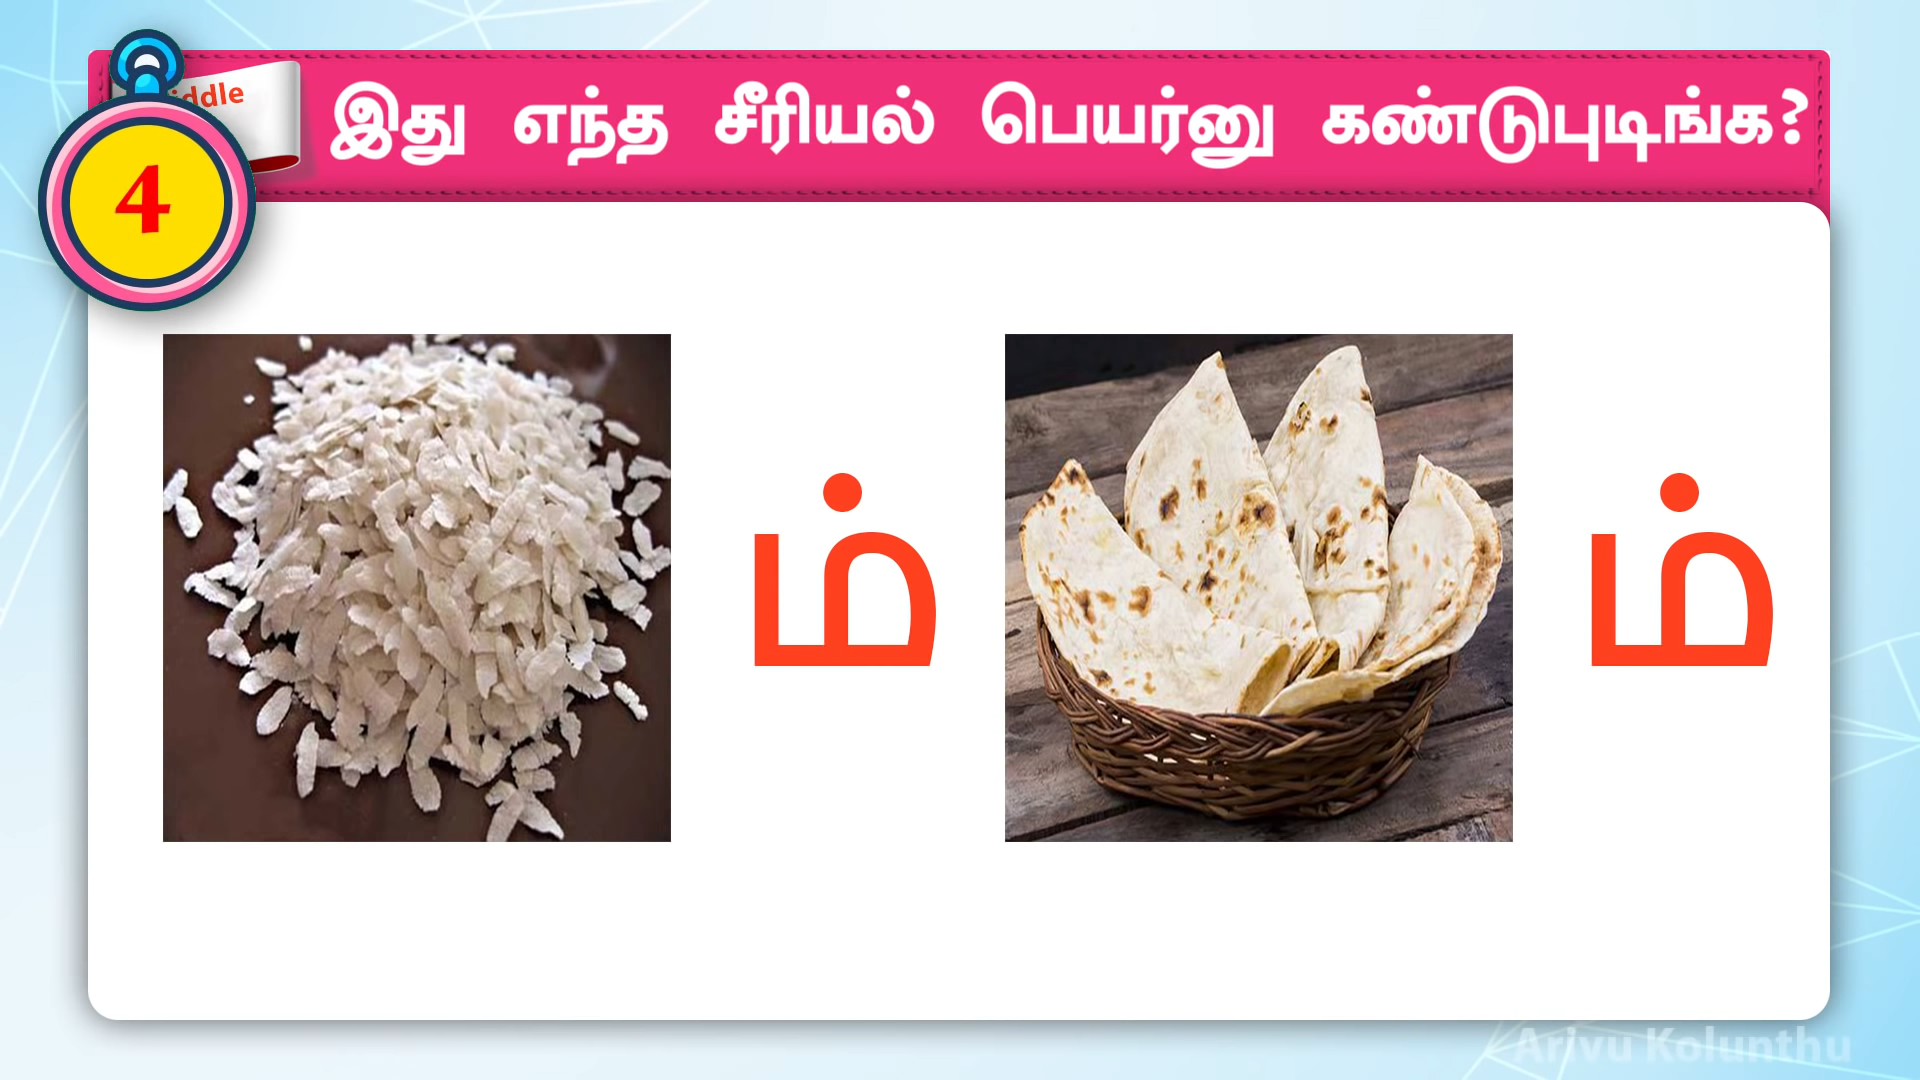 இது எந்த சீரியல் பெயர்னு கண்டுபுடிங்க?
4
ம் ம்
Arivu Kolunthu